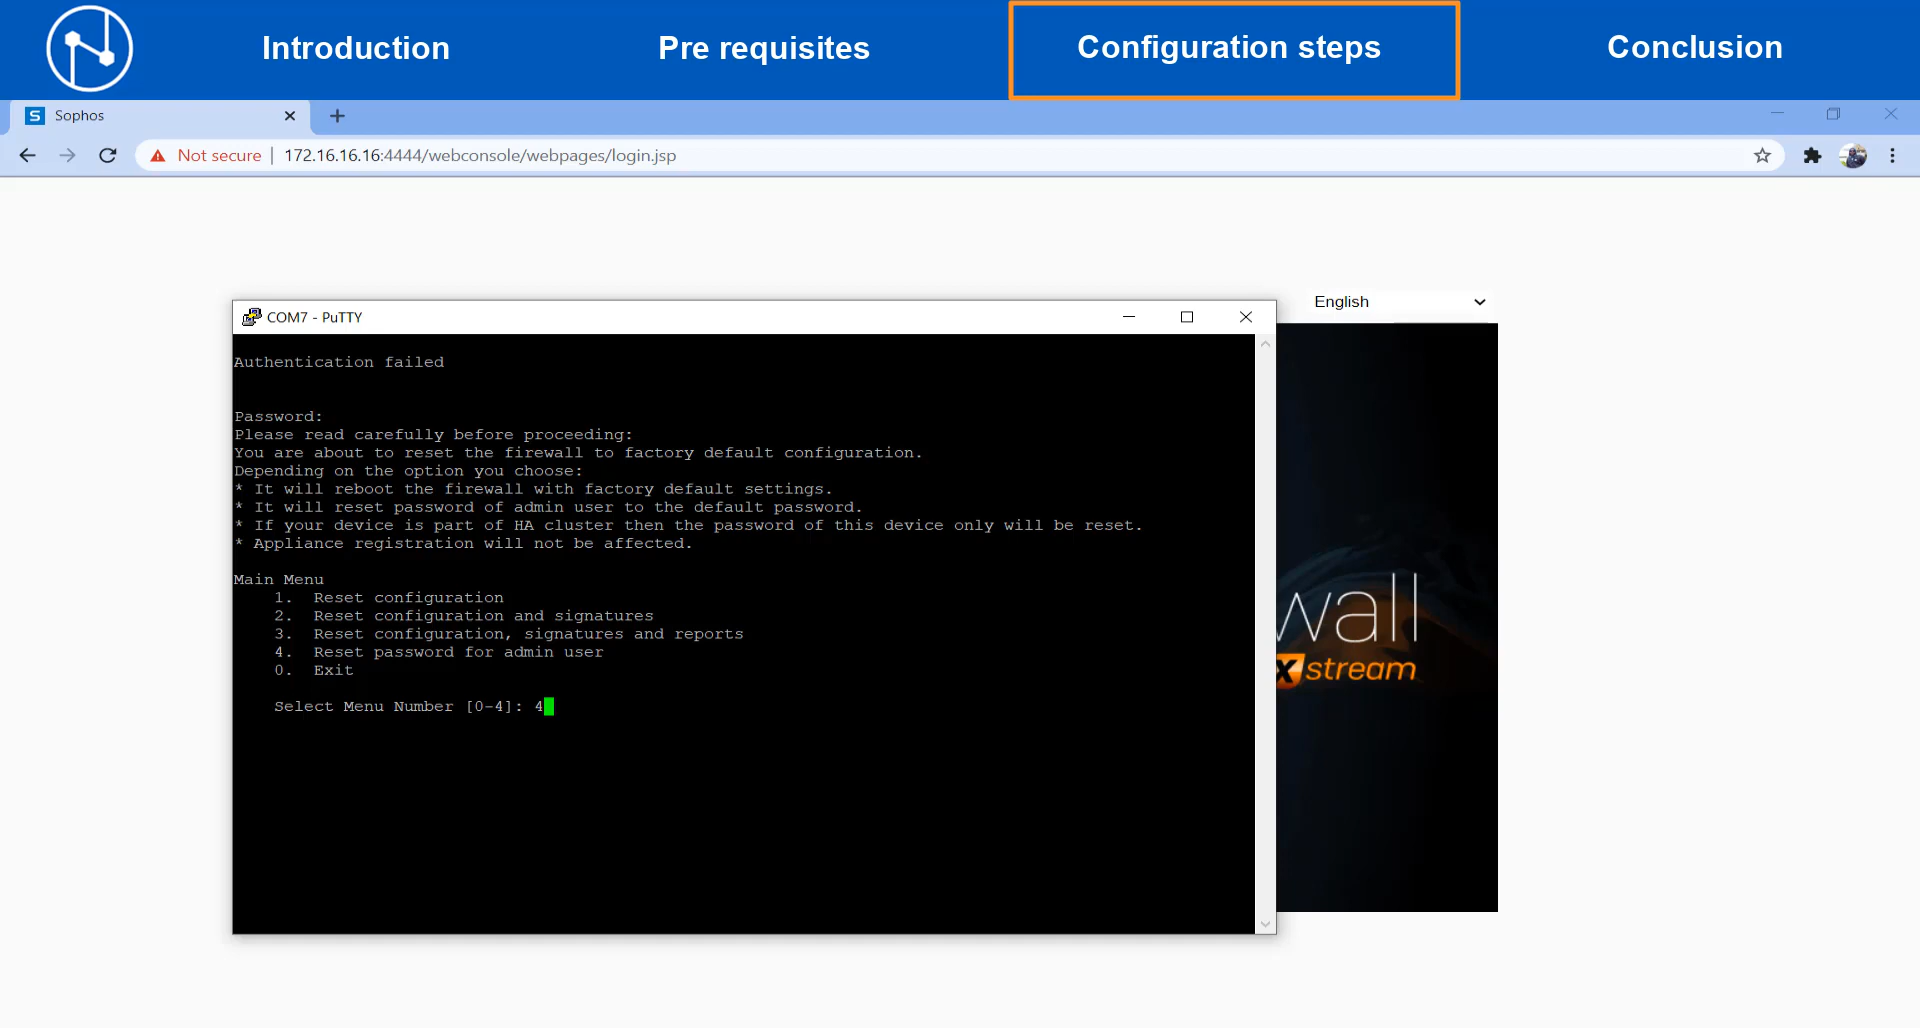 Introduction
Pre requisites
Configuration steps
Conclusion
S Sophos
Not secure | 172.16.16.16:4444/webconsole/webpages/login.jsp
English
COM7 - PuTTY
Authentication failed
Password:
Please read carefully before proceeding:
You are about to reset the firewall to factory default configuration.
Depending on the option you choose:
* It will reboot the firewall with factory default settings.
* It will reset password of admin user to the default password.
* If your device is part of HA cluster then the password of this device only will be reset.
* Appliance registration will not be affected.
Main Menu
1. Reset configuration
2. Reset configuration and signatures
3. Reset configuration, signatures and reports
4. Reset password for admin user
0. Exit
Select Menu Number [0-4]: 4
wall
xstream